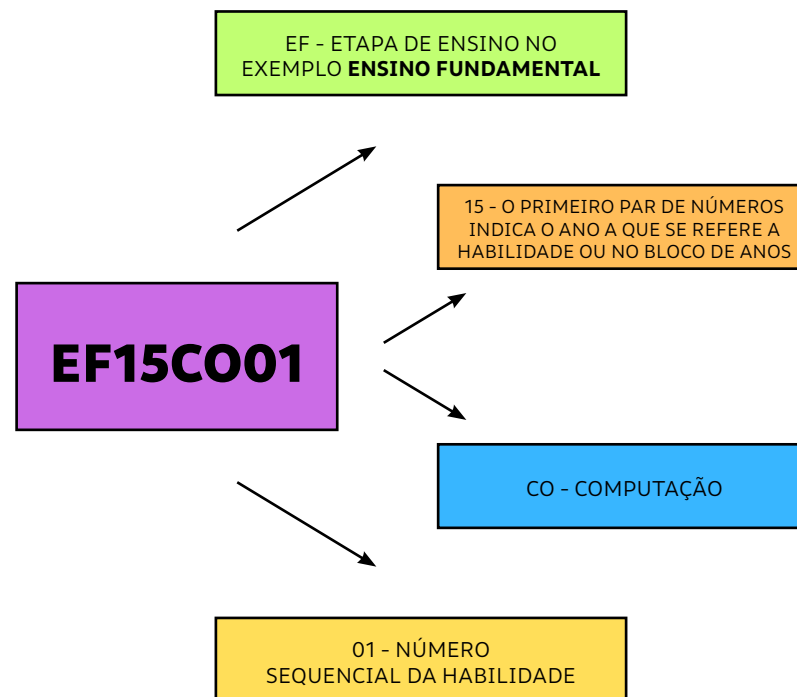 EF - ETAPA DE ENSINO NO
EXEMPLO ENSINO FUNDAMENTAL
15 - O PRIMEIRO PAR DE NÚMEROS
INDICA O ANO A QUE SE REFERE A
HABILIDADE OU NO BLOCO DE ANOS
EF15CO01
CO - COMPUTAÇÃO
01 - NÚMERO
SEQUENCIAL DA HABILIDADE